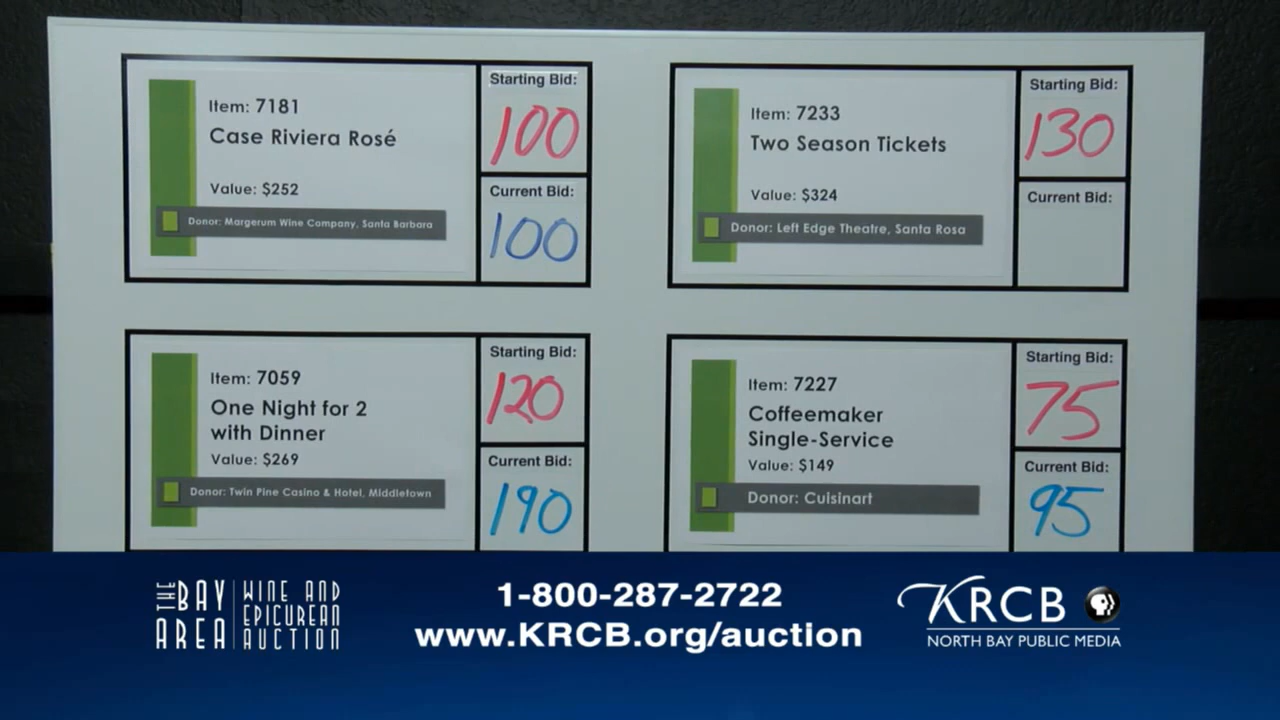 Item: 7181
Case Riviera Rosé
Value: $252
Donor: Margerum Wine Company, Santa Barbara
Starting Bid:
100
Current Bid:
100
Item: 7233
Two Season Tickets
Value: $324
Donor: Left Edge Theatre, Santa Rosa
Starting Bid:
130
Current Bid:
Item: 7059
One Night for 2
with Dinner
Value: $269
Donor: Twin Pine Casino & Hotel, Middletown
Starting Bid:
120
Current Bid:
190
Item: 7227
Coffeemaker
Single-Service
Value: $149
Donor: Cuisinart
Starting Bid:
75
Current Bid:
95
THE BAY AREA
WINE AND
EPICUREAN
AUCTION
1-800-287-2722
www.KRCB.org/auction
KRCB
NORTH BAY PUBLIC MEDIA